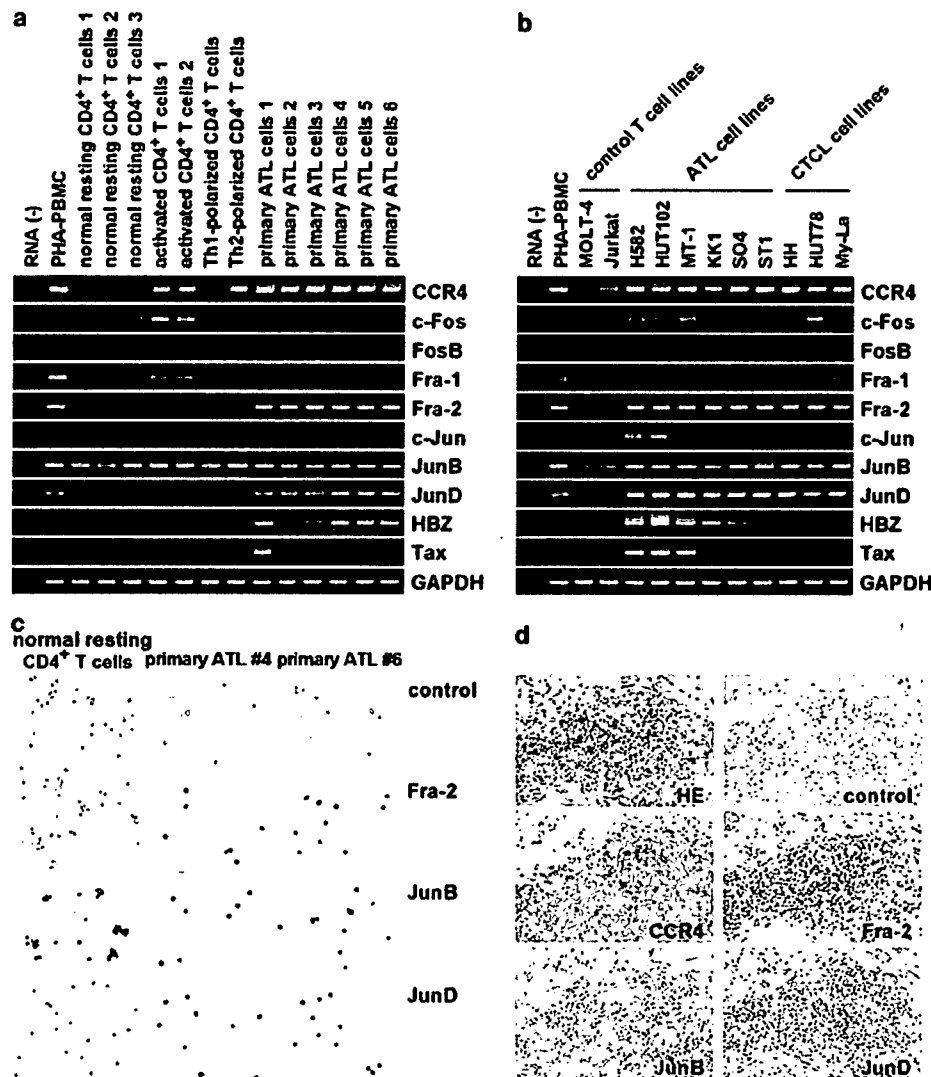 a
RNA (-)
PHA-PBMC
normal resting CD4+ T cells 1
normal resting CD4+ T cells 2
normal resting CD4+ T cells 3
activated CD4+ T cells 1
activated CD4+ T cells 2
Th1-polarized CD4+ T cells
Th2-polarized CD4+ T cells
primary ATL cells 1
primary ATL cells 2
primary ATL cells 3
primary ATL cells 4
primary ATL cells 5
primary ATL cells 6
CCR4
c-Fos
FosB
Fra-1
Fra-2
c-Jun
JunB
JunD
HBZ
Tax
GAPDH
b
control T cell lines
ATL cell lines
CTCL cell lines
RNA (-)
PHA-PBMC
MOLT-4
Jurkat
H582
HUT102
MT-1
KK1
SO4
ST1
HH
HUT78
My-La
CCR4
c-Fos
FosB
Fra-1
Fra-2
c-Jun
JunB
JunD
HBZ
Tax
GAPDH
c
normal resting
CD4+ T cells primary ATL #4 primary ATL #6
control
Fra-2
JunB
JunD
d
HE
control
CCR4
Fra-2
JunB
JunD